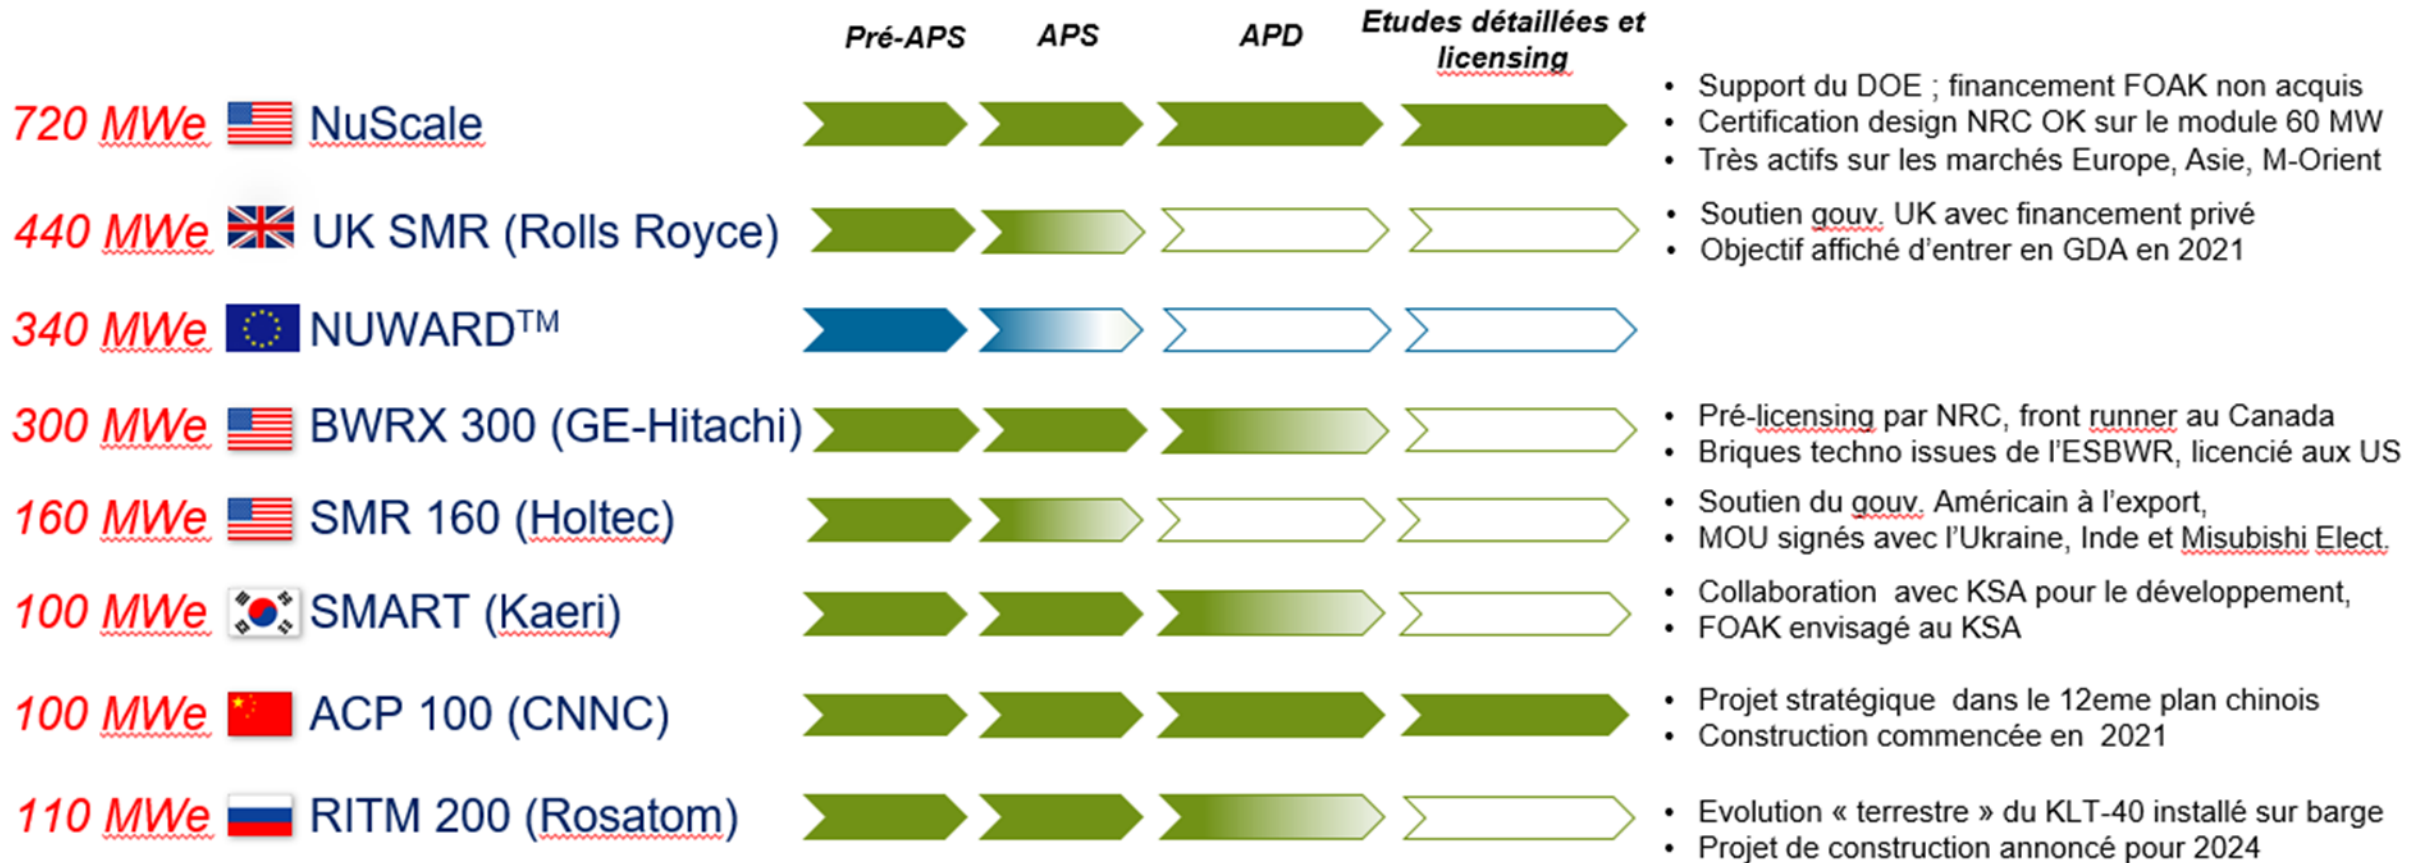 Pré-APS APS APD Etudes détaillées et
licensing
720 MWe NuScale
• Support du DOE ; financement FOAK non acquis
• Certification design NRC OK sur le module 60 MW
• Très actifs sur les marchés Europe, Asie, M-Orient
440 MWe UK SMR (Rolls Royce)
• Soutien gouv. UK avec financement privé
• Objectif affiché d’entrer en GDA en 2021
340 MWe NUWARD™
300 MWe BWRX 300 (GE-Hitachi)
• Pré-licensing par NRC, front runner au Canada
• Briques techno issues de l’ESBWR, licencié aux US
160 MWe SMR 160 (Holtec)
• Soutien du gouv. Américain à l’export,
• MOU signés avec l’Ukraine, Inde et Misubishi Elect.
100 MWe SMART (Kaeri)
• Collaboration avec KSA pour le développement,
• FOAK envisagé au KSA
100 MWe ACP 100 (CNNC)
• Projet stratégique dans le 12eme plan chinois
• Construction commencée en 2021
110 MWe RITM 200 (Rosatom)
• Evolution « terrestre » du KLT-40 installé sur barge
• Projet de construction annoncé pour 2024